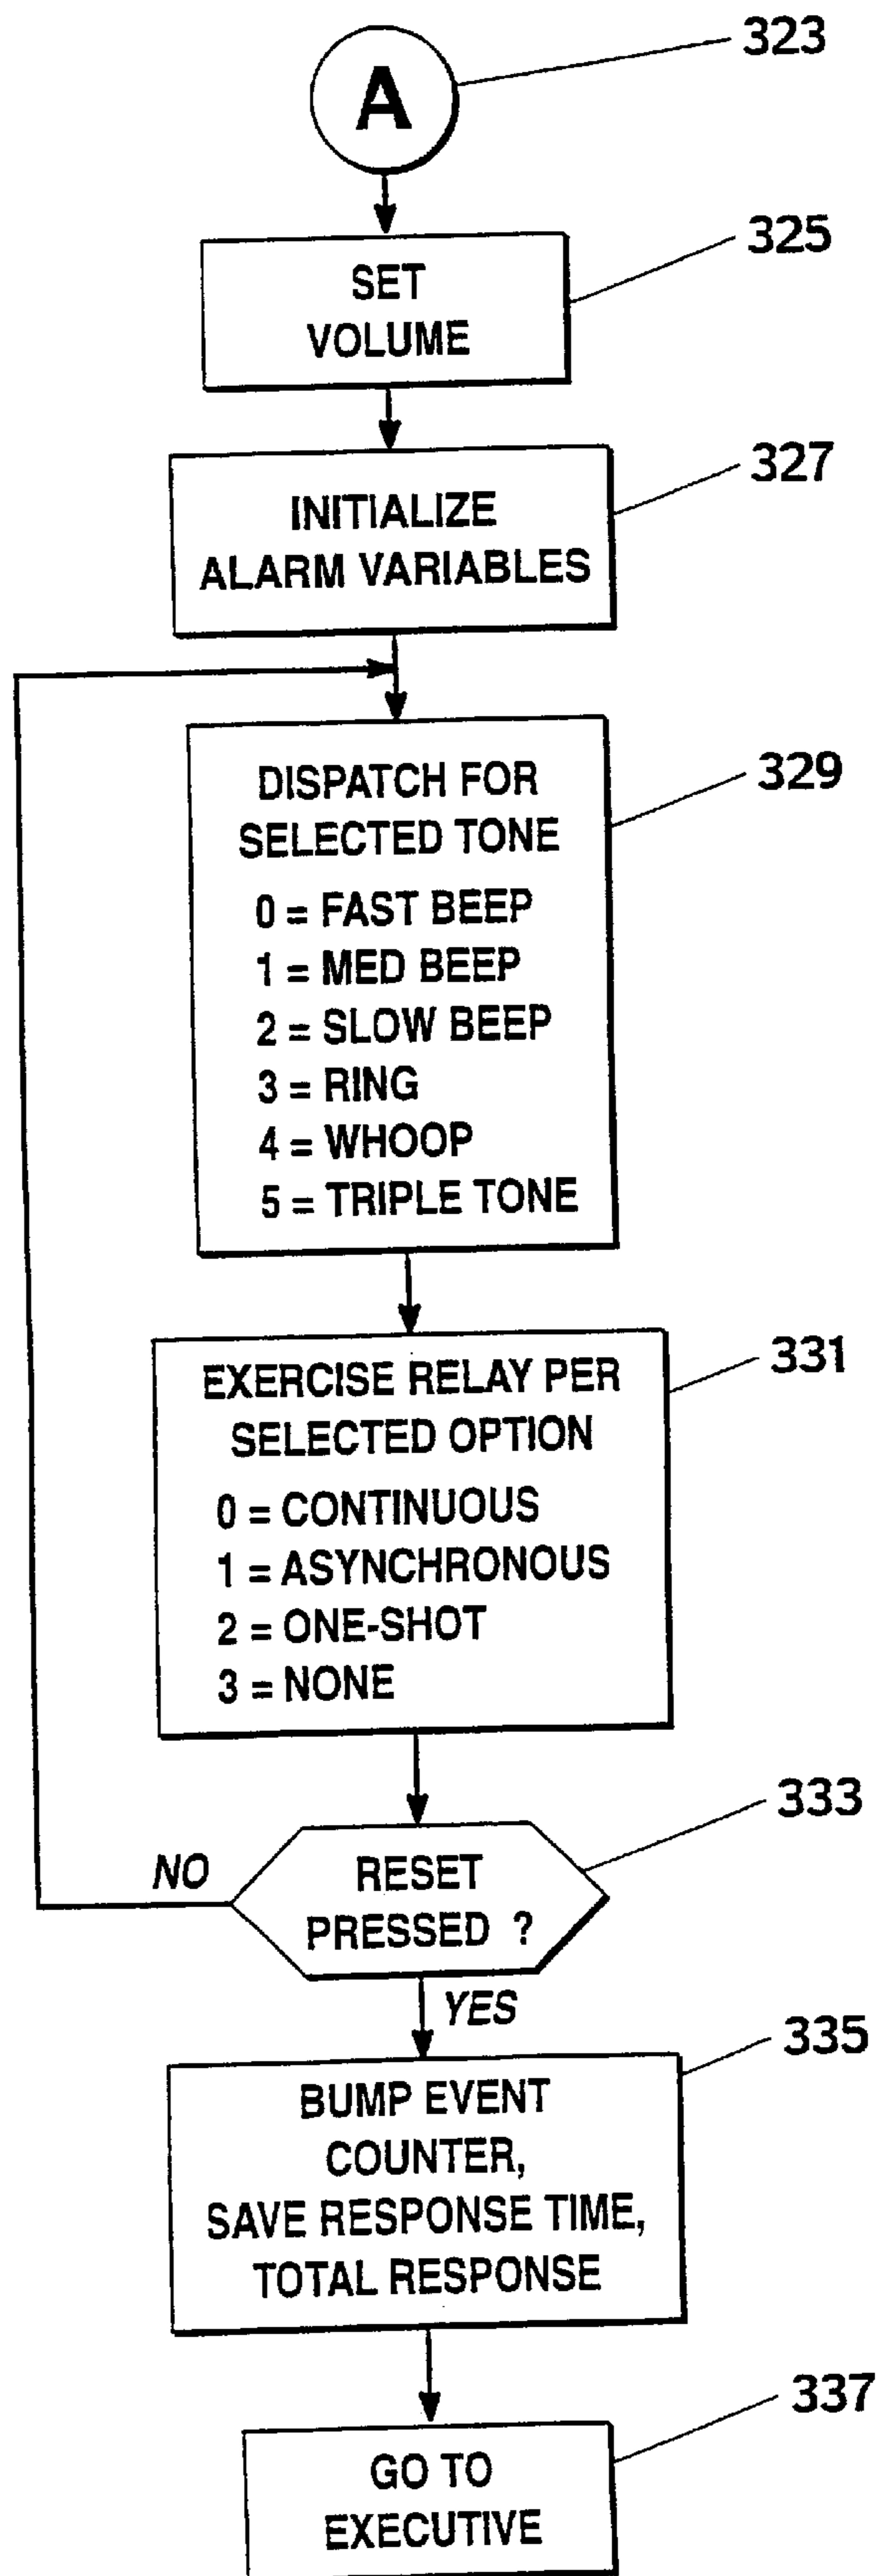 A
323
SET
VOLUME
325
INITIALIZE
ALARM VARIABLES
327
DISPATCH FOR
SELECTED TONE
0 = FAST BEEP
1 = MED BEEP
2 = SLOW BEEP
3 = RING
4 = WHOOP
5 = TRIPLE TONE
329
EXERCISE RELAY PER
SELECTED OPTION
0 = CONTINUOUS
1 = ASYNCHRONOUS
2 = ONE-SHOT
3 = NONE
331
RESET
PRESSED ?
333
NO
YES
BUMP EVENT
COUNTER,
SAVE RESPONSE TIME,
TOTAL RESPONSE
335
GO TO
EXECUTIVE
337